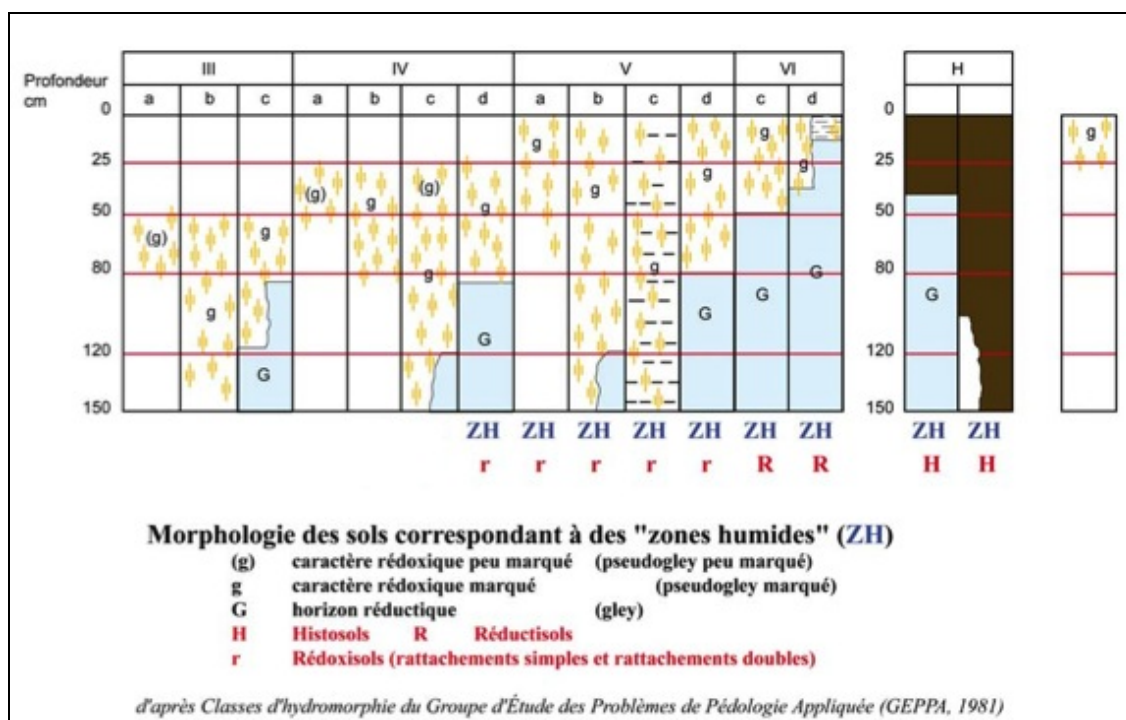 III IV V VI H
Profondeur
cm
a b c a b c d a b c d c d
0 0
g g g g
25 25
(g) (g) g g g g
50 50
(g) g g
80 80
g g g G G G G
G G
120 120
G
150 150
ZH ZH ZH ZH ZH ZH ZH ZH ZH
r r r r r R R H H
Morphologie des sols correspondant à des "zones humides" (ZH)
(g) caractère rédoxique peu marqué (pseudogley peu marqué)
g caractère rédoxique marqué (pseudogley marqué)
G horizon réductique (gley)
H Histosols R Réductisols
r Rédoxisols (rattachements simples et rattachements doubles)
d'après Classes d'hydromorphie du Groupe d'Étude des Problèmes de Pédologie Appliquée (GEPPA, 1981)